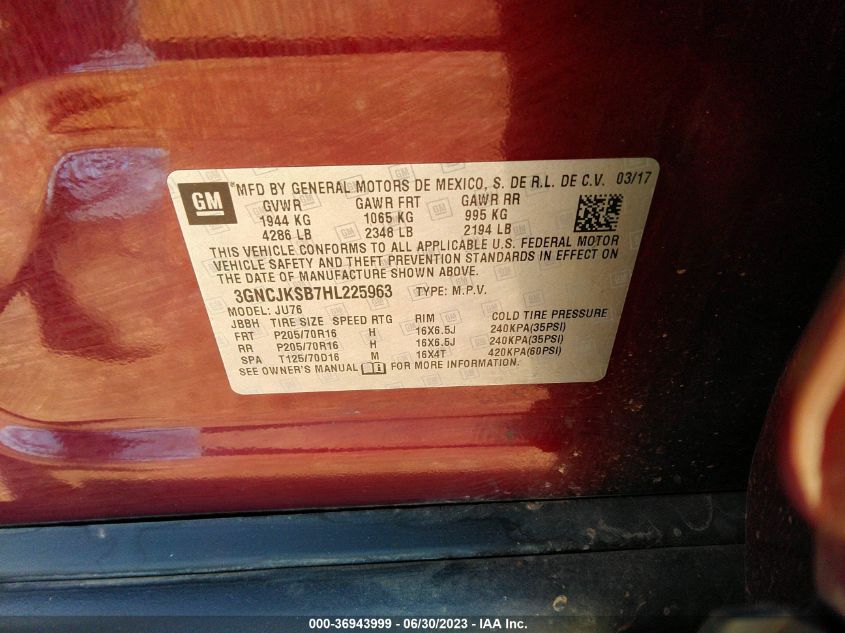 GM ® MFD BY GENERAL MOTORS DE MEXICO, S. DE R.L. DE C.V. 03/17
GVWR GAWR FRT GAWR RR
1944 KG 1065 KG 995 KG
4286 LB 2348 LB 2194 LB
THIS VEHICLE CONFORMS TO ALL APPLICABLE U.S. FEDERAL MOTOR
VEHICLE SAFETY AND THEFT PREVENTION STANDARDS IN EFFECT ON
THE DATE OF MANUFACTURE SHOWN ABOVE.
3GNCJKSB7HL225963 TYPE: M.P.V.
MODEL: JU76
JBBH TIRE SIZE SPEED RTG RIM COLD TIRE PRESSURE
FRT P205/70R16 H 16X6.5J 240KPA(35PSI)
RR P205/70R16 H 16X6.5J 240KPA(35PSI)
SPA T125/70D16 M 16X4T 420KPA(60PSI)
SEE OWNER'S MANUAL FOR MORE INFORMATION.
000-36943999 / 06/30/2023 - IAA Inc.